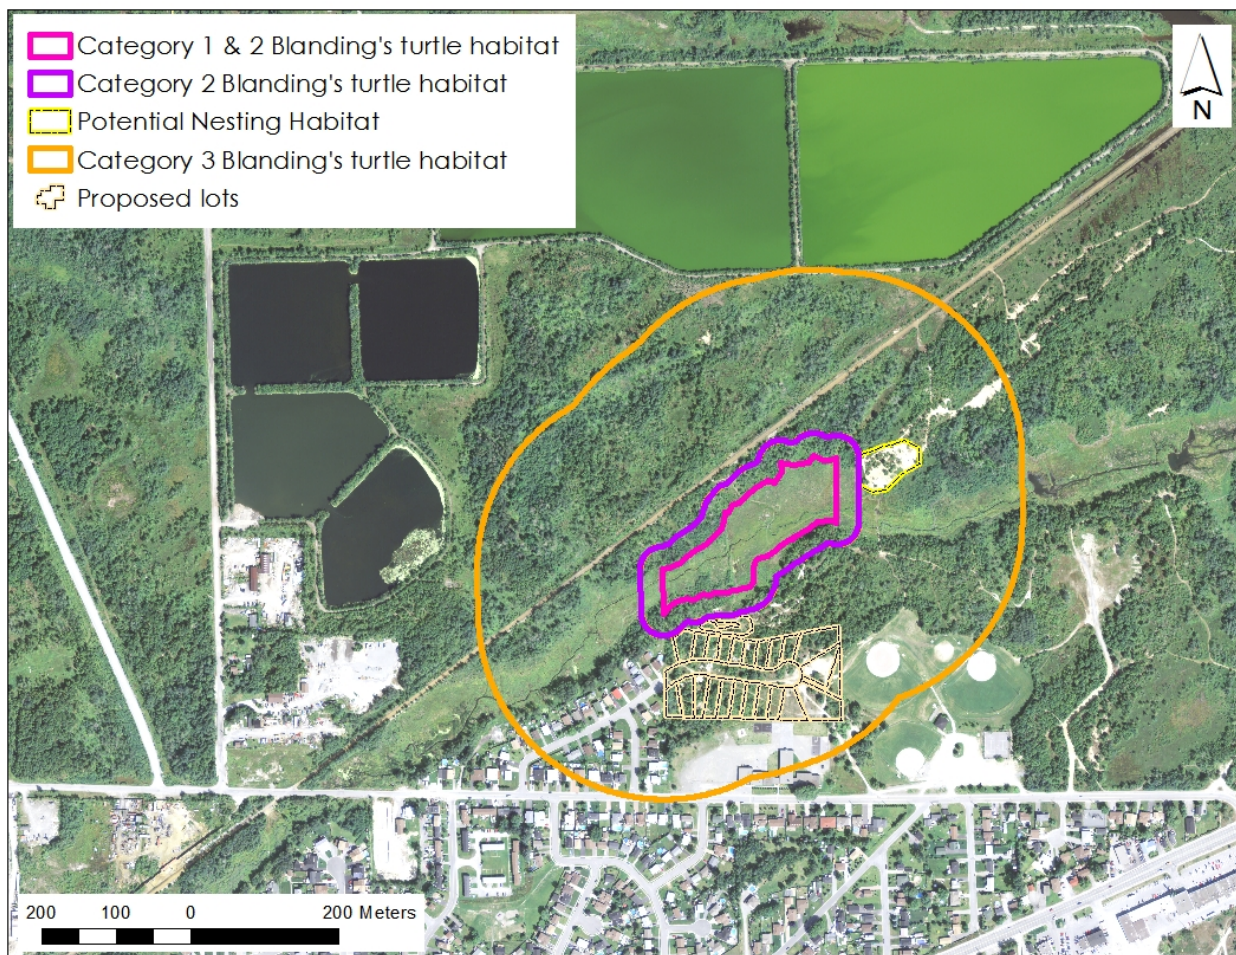 Category 1 & 2 Blanding's turtle habitat
Category 2 Blanding's turtle habitat
Potential Nesting Habitat
Category 3 Blanding's turtle habitat
Proposed lots
N
200 100 0 200 Meters